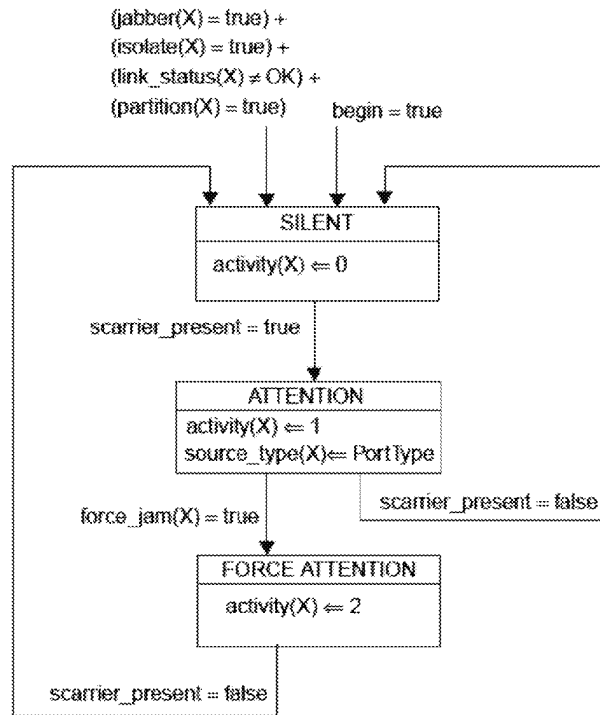 (jabber(X) = true) +
(isolate(X) = true) +
(link_status(X) ≠ OK) +
(partition(X) = true)
begin = true
SILENT
activity(X) ⇐ 0
scarrier_present = true
ATTENTION
activity(X) ⇐ 1
source_type(X)⇐ PortType
scarrier_present = false
force_jam(X) = true
FORCE ATTENTION
activity(X) ⇐ 2
scarrier_present = false